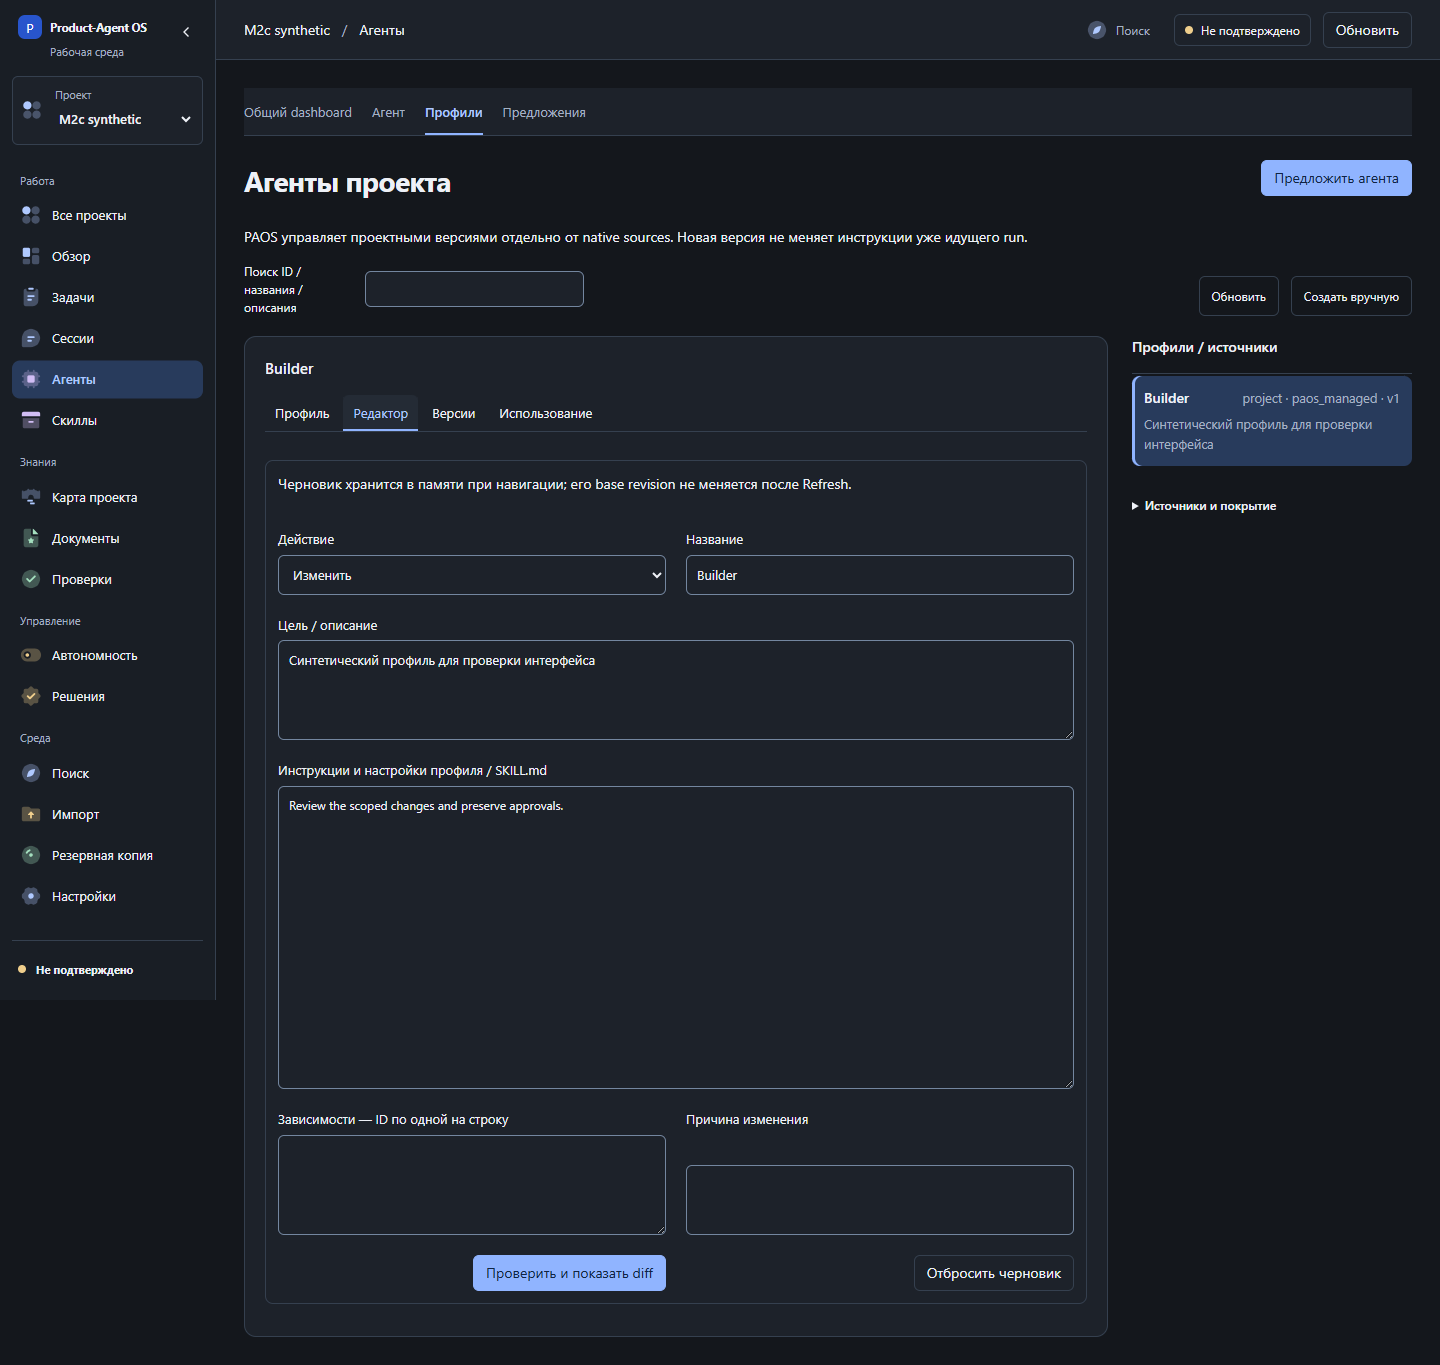 P
Product-Agent OS
Рабочая среда
Проект
M2c synthetic
Работа
Все проекты
Обзор
Задачи
Сессии
Агенты
Скиллы
Знания
Карта проекта
Документы
Проверки
Управление
Автономность
Решения
Среда
Поиск
Импорт
Резервная копия
Настройки
Не подтверждено
M2c synthetic / Агенты
Поиск
Не подтверждено
Обновить
Общий dashboard
Агент
Профили
Предложения
Агенты проекта
Предложить агента
PAOS управляет проектными версиями отдельно от native sources. Новая версия не меняет инструкции уже идущего run.
Поиск ID /
названия /
описания
Обновить
Создать вручную
Builder
Профиль
Редактор
Версии
Использование
Черновик хранится в памяти при навигации; его base revision не меняется после Refresh.
Действие
Изменить
Название
Builder
Цель / описание
Синтетический профиль для проверки интерфейса
Инструкции и настройки профиля / SKILL.md
Review the scoped changes and preserve approvals.
Зависимости — ID по одной на строку
Причина изменения
Проверить и показать diff
Отбросить черновик
Профили / источники
Builder
project · paos_managed · v1
Синтетический профиль для проверки
интерфейса
Источники и покрытие